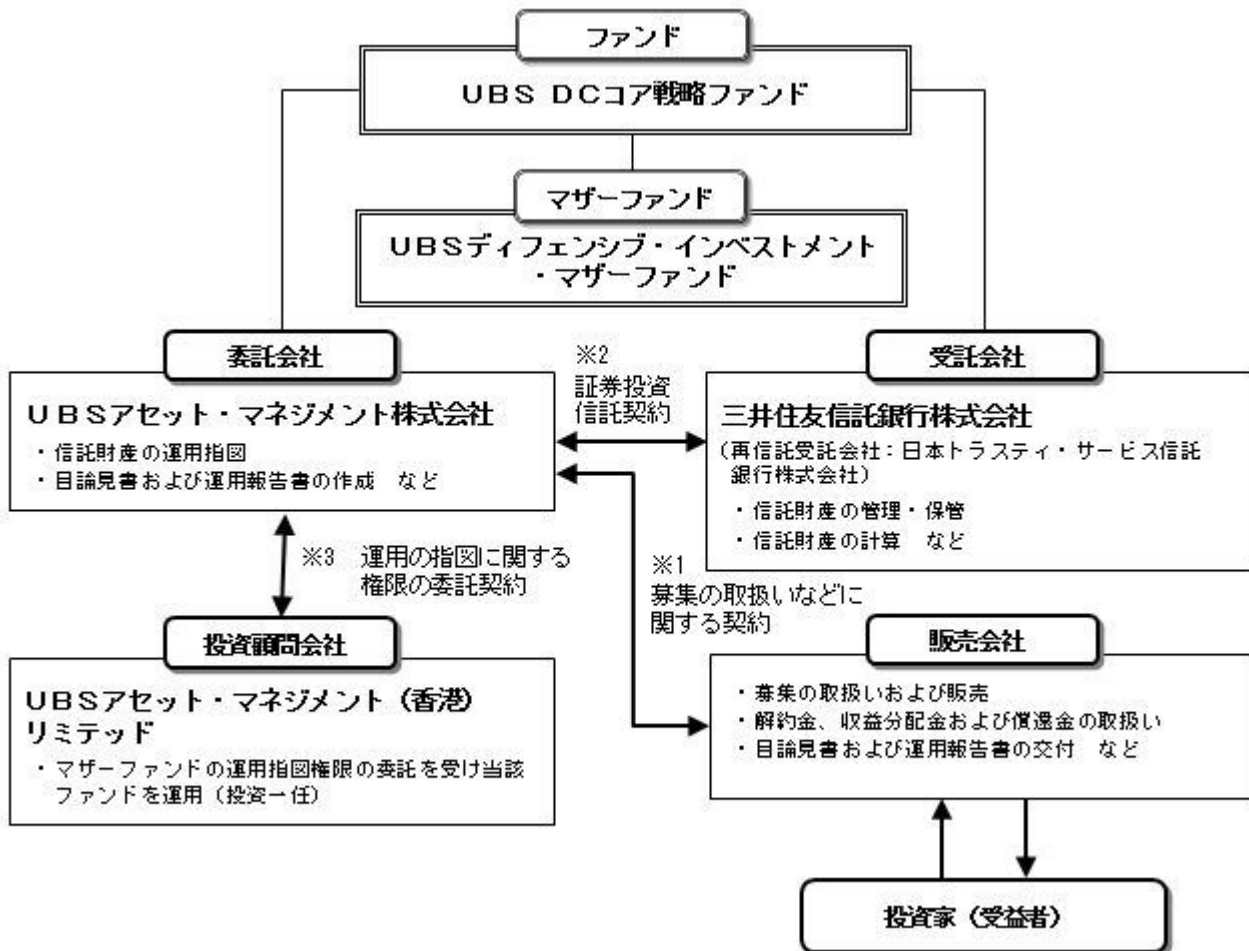 ファンド
UBS DCコア戦略ファンド
マザーファンド
UBSディフェンシブ・インベストメント
・マザーファンド
委託会社
UBSアセット・マネジメント株式会社
・信託財産の運用指図
・目論見書および運用報告書の作成 など
※2
証券投資
信託契約
受託会社
三井住友信託銀行株式会社
(再信託受託会社:日本トラスティ・サービス信託
銀行株式会社)
・信託財産の管理・保管
・信託財産の計算 など
※3 運用の指図に関する
権限の委託契約
※1
募集の取扱いなどに
関する契約
投資顧問会社
UBSアセット・マネジメント(香港)
リミテッド
・マザーファンドの運用指図権限の委託を受け当該
ファンドを運用(投資一任)
販売会社
・募集の取扱いおよび販売
・解約金、収益分配金および償還金の取扱い
・目論見書および運用報告書の交付 など
投資家(受益者)